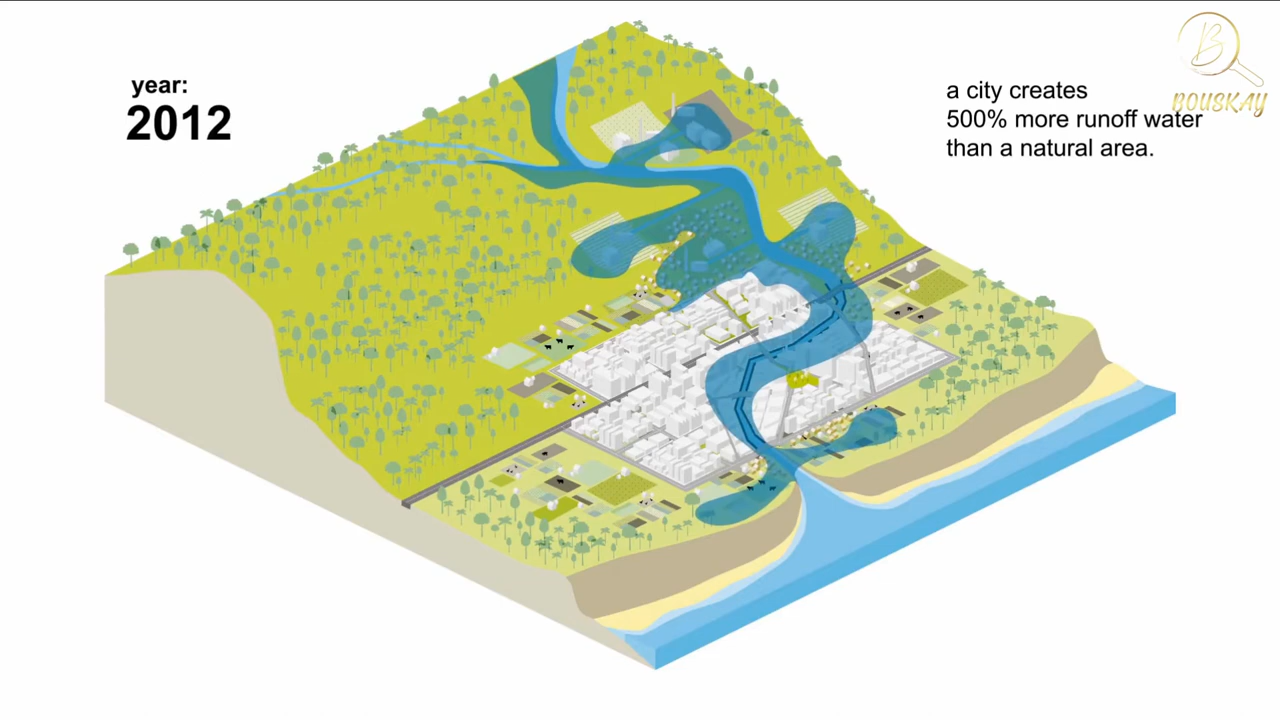 year:
2012
a city creates
500% more runoff water
than a natural area.
B
BOUSKAY